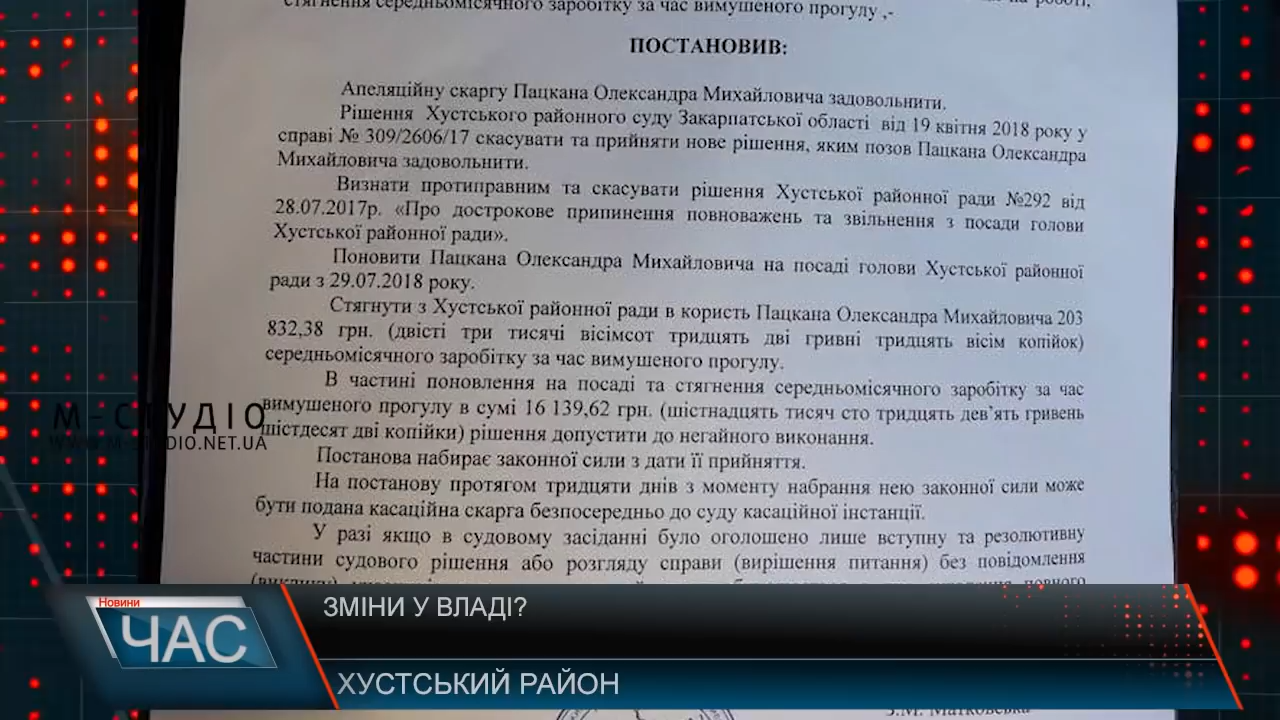 стягнення середньомісячного заробітку за час вимушеного прогулу ,-
ПОСТАНОВИВ:
Апеляційну скаргу Пацкана Олександра Михайловича задовольнити.
Рішення Хустського районного суду Закарпатської області від 19 квітня 2018 року у
справі № 309/2606/17 скасувати та прийняти нове рішення, яким позов Пацкана Олександра
Михайловича задовольнити.
Визнати протиправним та скасувати рішення Хустської районної ради №292 від
28.07.2017р. «Про дострокове припинення повноважень та звільнення з посади голови
Хустської районної ради».
Поновити Пацкана Олександра Михайловича на посаді голови Хустської районної
ради з 29.07.2018 року.
Стягнути з Хустської районної ради в користь Пацкана Олександра Михайловича 203
832,38 грн. (двісті три тисячі вісімсот тридцять дві гривні тридцять вісім копійок)
середньомісячного заробітку за час вимушеного прогулу.
В частині поновлення на посаді та стягнення середньомісячного заробітку за час
вимушеного прогулу в сумі 16 139,62 грн. (шістнадцять тисяч сто тридцять дев’ять гривень
шістдесят дві копійки) рішення допустити до негайного виконання.
Постанова набирає законної сили з дати її прийняття.
На постанову протягом тридцяти днів з моменту набрання нею законної сили може
бути подана касаційна скарга безпосередньо до суду касаційної інстанції.
У разі якщо в судовому засіданні було оголошено лише вступну та резолютивну
частини судового рішення або розгляду справи (вирішення питання) без повідомлення
М-СТУДІО
WWW.M-STUDIO.NET.UA
Новини
ЧАС
ЗМІНИ У ВЛАДІ?
ХУСТСЬКИЙ РАЙОН